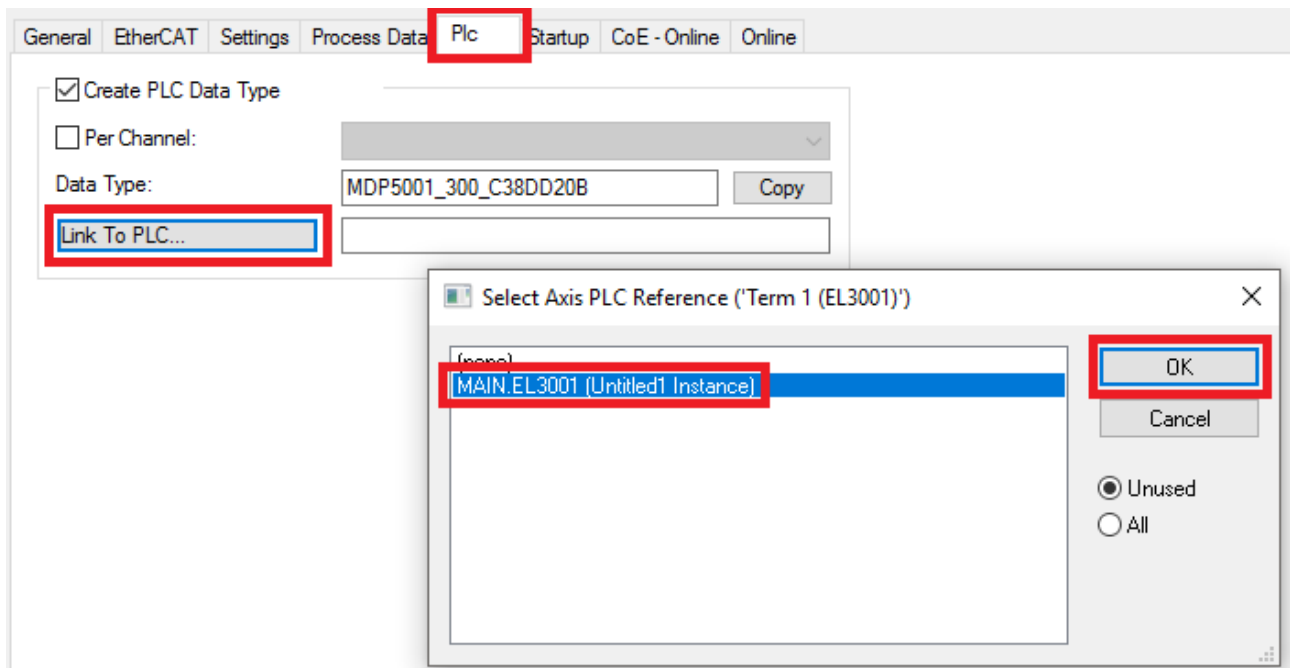 General EtherCAT Settings Process Data Plc Startup CoE - Online Online
Create PLC Data Type
Per Channel:
Data Type: MDP5001_300_C38DD20B Copy
Link To PLC...
Select Axis PLC Reference ('Term 1 (EL3001)')
(none)
MAIN.EL3001 (Untitled1 Instance)
OK
Cancel
Unused
All